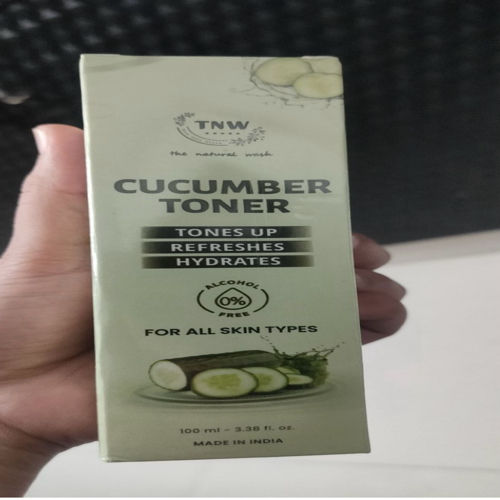 TNW
the natural wash
CUCUMBER
TONER
TONES UP
REFRESHES
HYDRATES
ALCOHOL
0%
FREE
FOR ALL SKIN TYPES
100 ml - 3.38 fl. oz.
MADE IN INDIA